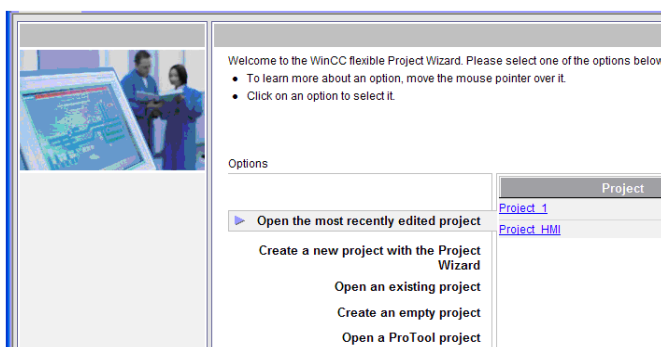 Welcome to the WinCC flexible Project Wizard. Please select one of the options below
To learn more about an option, move the mouse pointer over it.
Click on an option to select it.
Options
Project
Open the most recently edited project
Project_1
Project_HMI
Create a new project with the Project
Wizard
Open an existing project
Create an empty project
Open a ProTool project